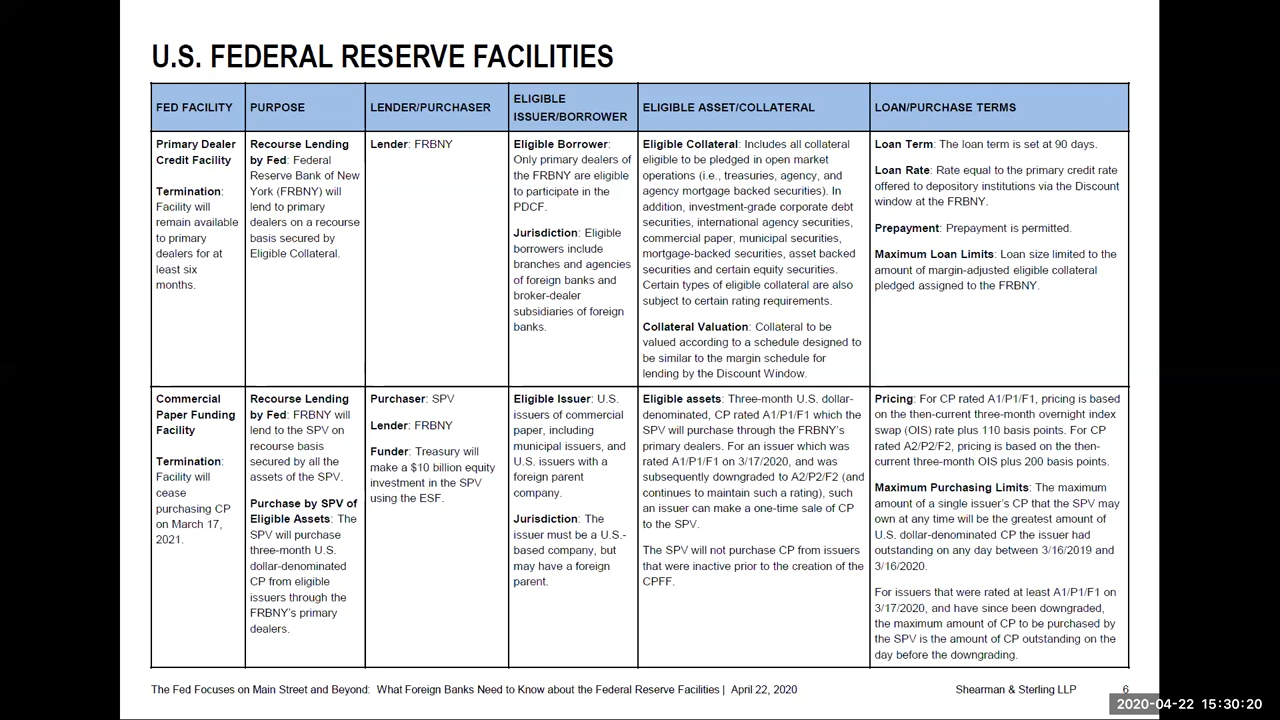 U.S. FEDERAL RESERVE FACILITIES
FED FACILITY
PURPOSE
LENDER/PURCHASER
ELIGIBLE
ISSUER/BORROWER
ELIGIBLE ASSET/COLLATERAL
LOAN/PURCHASE TERMS
Primary Dealer
Credit Facility
Termination:
Facility will
remain available
to primary
dealers for at
least six
months.
Recourse Lending
by Fed: Federal
Reserve Bank of New
York (FRBNY) will
lend to primary
dealers on a recourse
basis secured by
Eligible Collateral.
Lender: FRBNY
Eligible Borrower:
Only primary dealers of
the FRBNY are eligible
to participate in the
PDCF.
Jurisdiction: Eligible
borrowers include
branches and agencies
of foreign banks and
broker-dealer
subsidiaries of foreign
banks.
Eligible Collateral: Includes all collateral
eligible to be pledged in open market
operations (i.e., treasuries, agency, and
agency mortgage backed securities). In
addition, investment-grade corporate debt
securities, international agency securities,
commercial paper, municipal securities,
mortgage-backed securities, asset backed
securities and certain equity securities.
Certain types of eligible collateral are also
subject to certain rating requirements.
Collateral Valuation: Collateral to be
valued according to a schedule designed to
be similar to the margin schedule for
lending by the Discount Window.
Loan Term: The loan term is set at 90 days.
Loan Rate: Rate equal to the primary credit rate
offered to depository institutions via the Discount
window at the FRBNY.
Prepayment: Prepayment is permitted.
Maximum Loan Limits: Loan size limited to the
amount of margin-adjusted eligible collateral
pledged assigned to the FRBNY.
Commercial
Paper Funding
Facility
Termination:
Facility will
cease
purchasing CP
on March 17,
2021.
Recourse Lending
by Fed: FRBNY will
lend to the SPV on
recourse basis
secured by all the
assets of the SPV.
Purchase by SPV of
Eligible Assets: The
SPV will purchase
three-month U.S.
dollar-denominated
CP from eligible
issuers through the
FRBNY's primary
dealers.
Purchaser: SPV
Lender: FRBNY
Funder: Treasury will
make a $10 billion equity
investment in the SPV
using the ESF.
Eligible Issuer: U.S.
issuers of commercial
paper, including
municipal issuers, and
U.S. issuers with a
foreign parent
company.
Jurisdiction: The
issuer must be a U.S.-
based company, but
may have a foreign
parent.
Eligible assets: Three-month U.S. dollar-
denominated, CP rated A1/P1/F1 which the
SPV will purchase through the FRBNY's
primary dealers. For an issuer which was
rated A1/P1/F1 on 3/17/2020, and was
subsequently downgraded to A2/P2/F2 (and
continues to maintain such a rating), such
an issuer can make a one-time sale of CP
to the SPV.
The SPV will not purchase CP from issuers
that were inactive prior to the creation of the
CPFF.
Pricing: For CP rated A1/P1/F1, pricing is based
on the then-current three-month overnight index
swap (OIS) rate plus 110 basis points. For CP
rated A2/P2/F2, pricing is based on the then-
current three-month OIS plus 200 basis points.
Maximum Purchasing Limits: The maximum
amount of a single issuer's CP that the SPV may
own at any time will be the greatest amount of
U.S. dollar-denominated CP the issuer had
outstanding on any day between 3/16/2019 and
3/16/2020.
For issuers that were rated at least A1/P1/F1 on
3/17/2020, and have since been downgraded,
the maximum amount of CP to be purchased by
the SPV is the amount of CP outstanding on the
day before the downgrading.
The Fed Focuses on Main Street and Beyond: What Foreign Banks Need to Know about the Federal Reserve Facilities | April 22, 2020
Shearman & Sterling LLP
6
2020-04-22 15:30:20